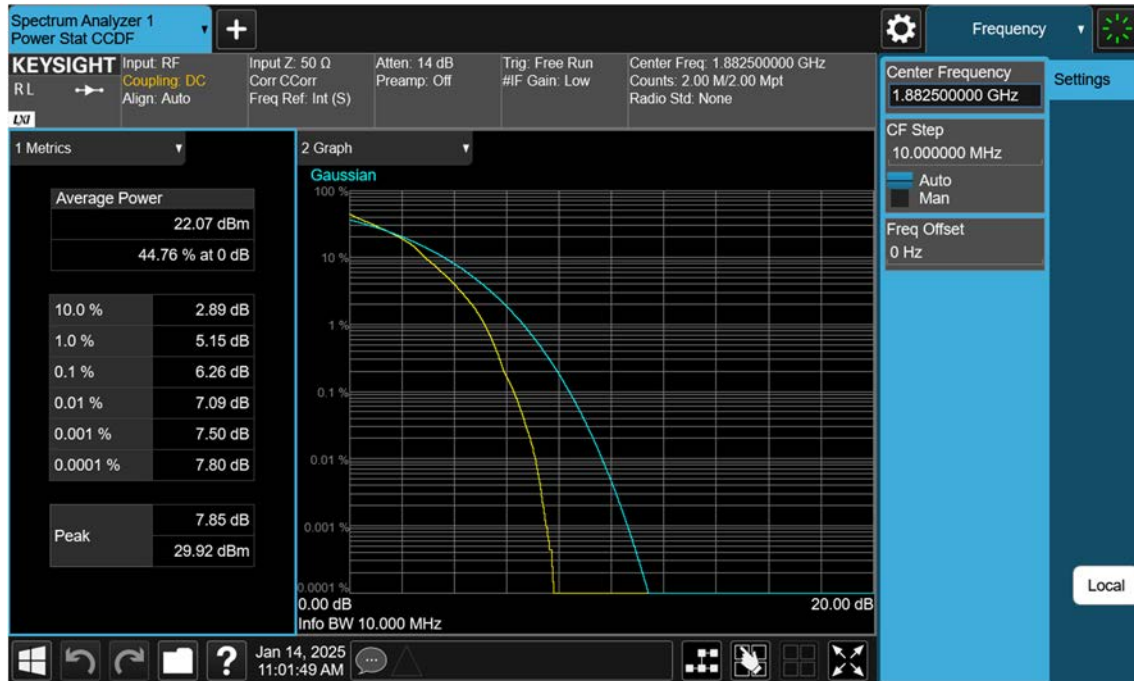 Spectrum Analyzer 1
Power Stat CCDF
+
Frequency
KEYSIGHT
R L
LXI
Input: RF
Coupling: DC
Align: Auto
Input Z: 50 Ω
Corr CCorr
Freq Ref: Int (S)
Atten: 14 dB
Preamp: Off
Trig: Free Run
#IF Gain: Low
Center Freq: 1.882500000 GHz
Counts: 2.00 M/2.00 Mpt
Radio Std: None
Center Frequency
1.882500000 GHz
Settings
CF Step
10.000000 MHz
Auto
Man
Freq Offset
0 Hz
1 Metrics
Average Power
22.07 dBm
44.76 % at 0 dB
10.0 % 2.89 dB
1.0 % 5.15 dB
0.1 % 6.26 dB
0.01 % 7.09 dB
0.001 % 7.50 dB
0.0001 % 7.80 dB
Peak
7.85 dB
29.92 dBm
2 Graph
Gaussian
100 %
10 %
1 %
0.1 %
0.01 %
0.001 %
0.0001 %
0.00 dB 20.00 dB
Info BW 10.000 MHz
Local
?
Jan 14, 2025
11:01:49 AM